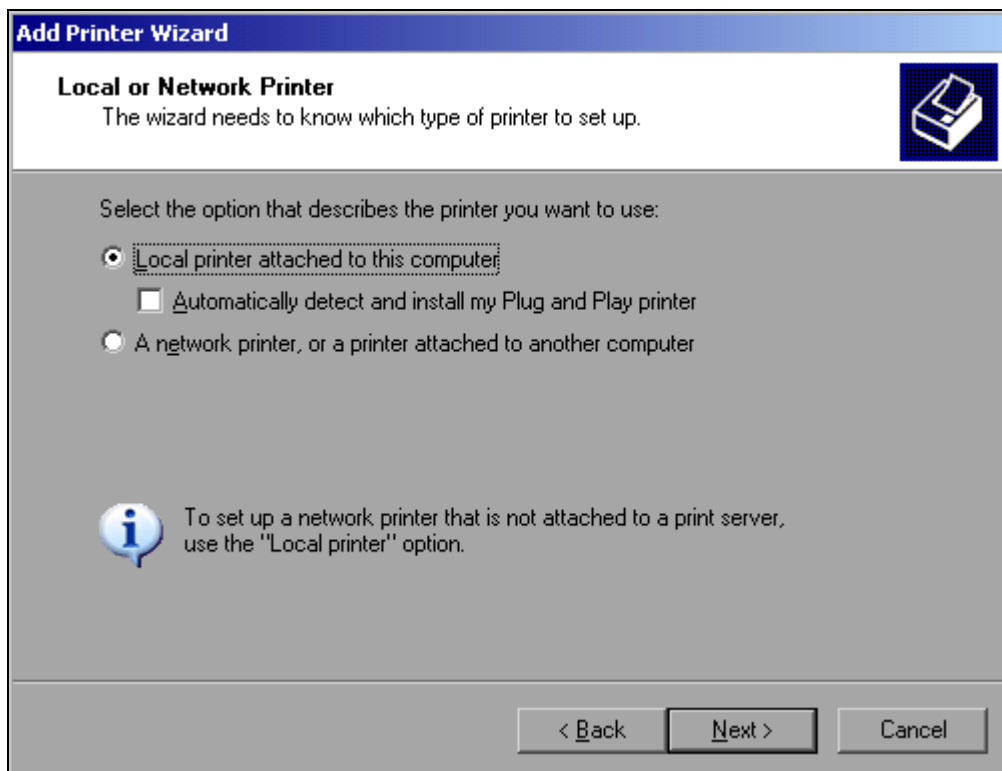 Add Printer Wizard
Local or Network Printer
The wizard needs to know which type of printer to set up.
Select the option that describes the printer you want to use:
Local printer attached to this computer
Automatically detect and install my Plug and Play printer
A network printer, or a printer attached to another computer
To set up a network printer that is not attached to a print server,
use the "Local printer" option.
< Back Next > Cancel